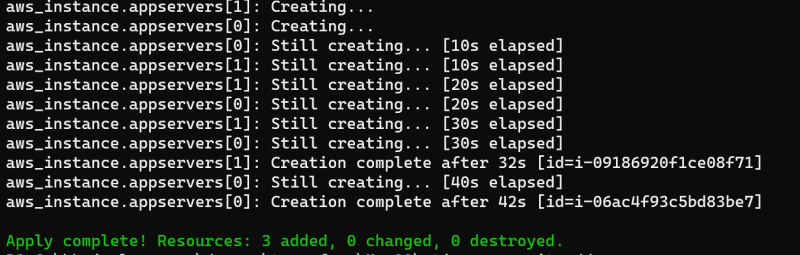 aws_instance.appservers[1]: Creating...
aws_instance.appservers[0]: Creating...
aws_instance.appservers[0]: Still creating... [10s elapsed]
aws_instance.appservers[1]: Still creating... [10s elapsed]
aws_instance.appservers[1]: Still creating... [20s elapsed]
aws_instance.appservers[0]: Still creating... [20s elapsed]
aws_instance.appservers[1]: Still creating... [30s elapsed]
aws_instance.appservers[0]: Still creating... [30s elapsed]
aws_instance.appservers[1]: Creation complete after 32s [id=i-09186920f1ce08f71]
aws_instance.appservers[0]: Still creating... [40s elapsed]
aws_instance.appservers[0]: Creation complete after 42s [id=i-06ac4f93c5bd83be7]
Apply complete! Resources: 3 added, 0 changed, 0 destroyed.